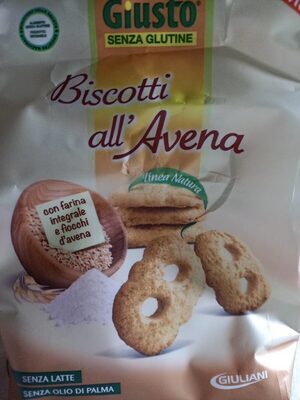 Giusto®
SENZA GLUTINE
Biscotti
all'Avena
Linea Natura
con farina
integrale
e fiocchi
d'avena
SENZA LATTE
SENZA OLIO DI PALMA
GIULIANI